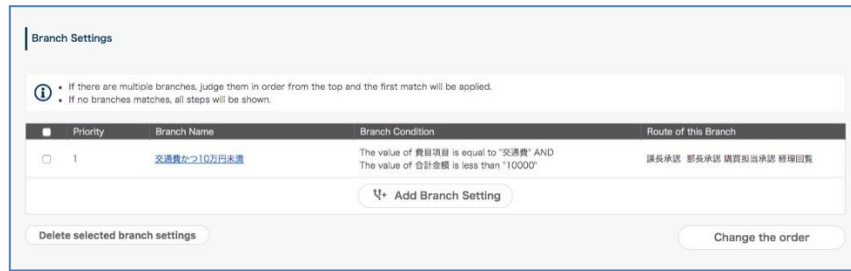 Branch Settings
• If there are multiple branches, judge them in order from the top and the first match will be applied.
• If no branches matches, all steps will be shown.
Priority Branch Name Branch Condition Route of this Branch
1 交通費かつ10万円未満 The value of 費目項目 is equal to "交通費" AND 課長承認 部長承認 購買担当承認 経理回覧
The value of 合計金額 is less than "10000"
Add Branch Setting
Delete selected branch settings Change the order